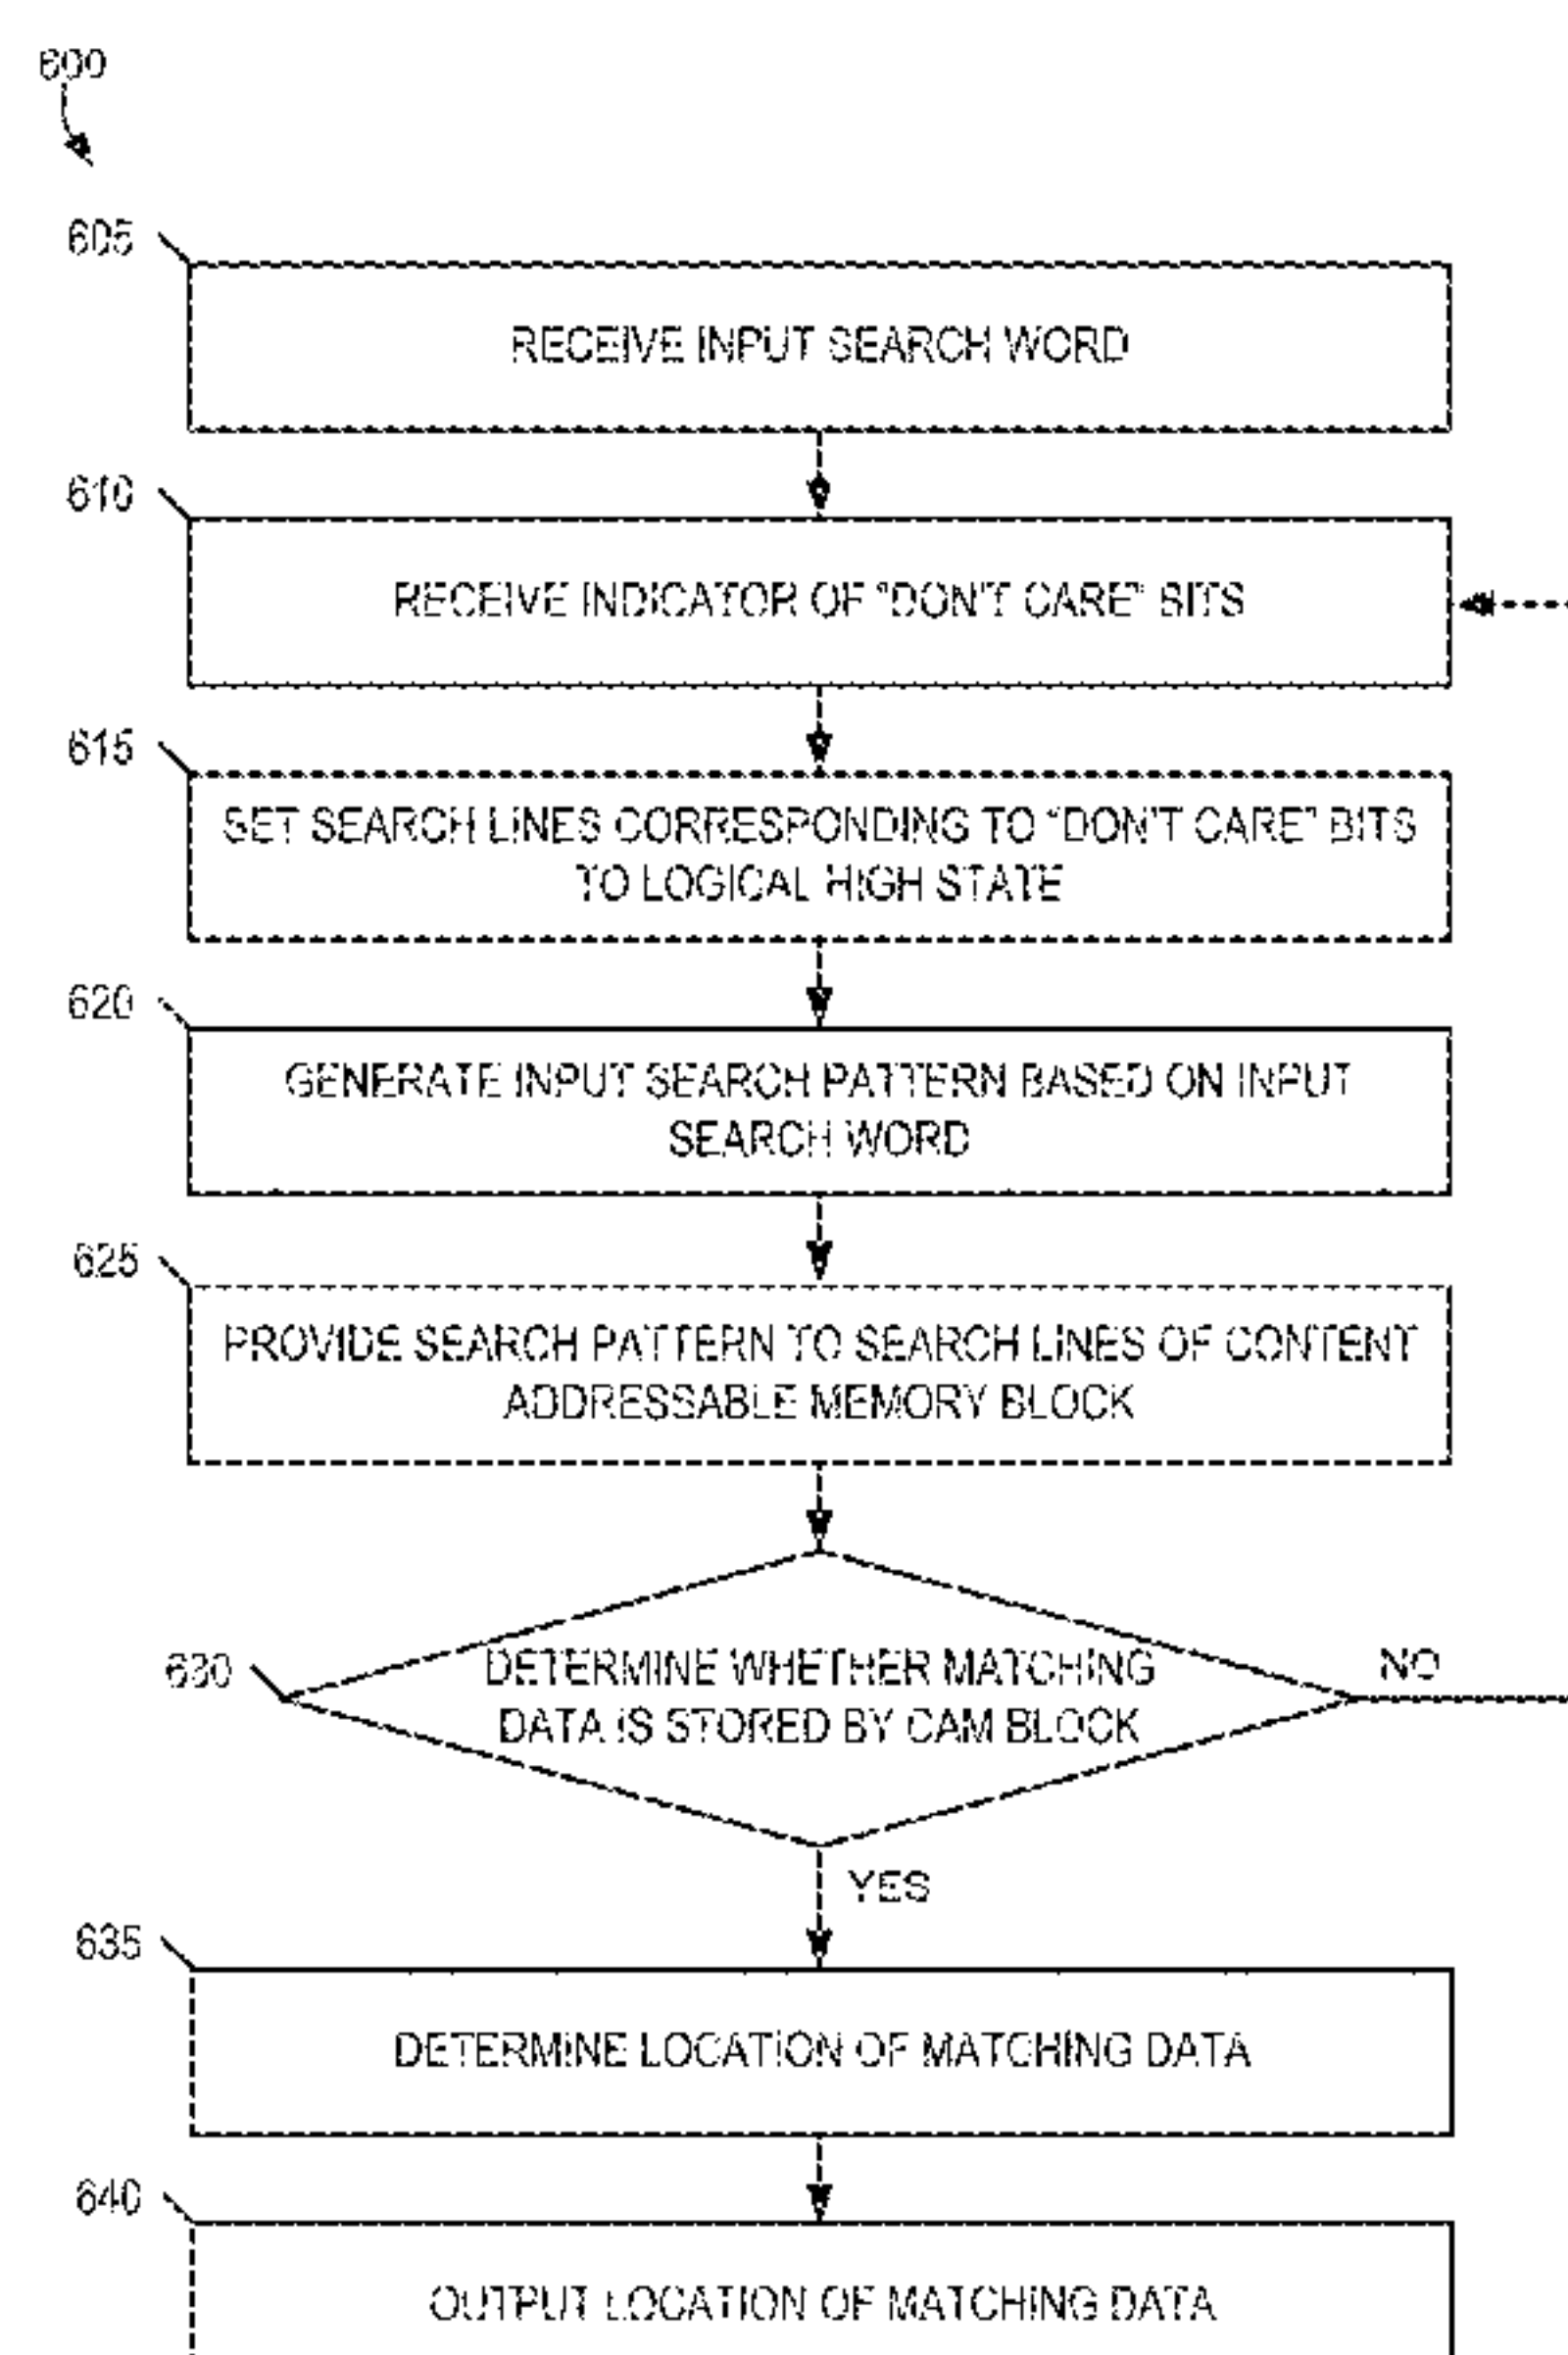 600
605
RECEIVE INPUT SEARCH WORD
610
RECEIVE INDICATOR OF "DON'T CARE" BITS
615
SET SEARCH LINES CORRESPONDING TO "DON'T CARE" BITS
TO LOGICAL HIGH STATE
620
GENERATE INPUT SEARCH PATTERN BASED ON INPUT
SEARCH WORD
625
PROVIDE SEARCH PATTERN TO SEARCH LINES OF CONTENT
ADDRESSABLE MEMORY BLOCK
630
DETERMINE WHETHER MATCHING
DATA IS STORED BY CAM BLOCK
NO
YES
635
DETERMINE LOCATION OF MATCHING DATA
640
OUTPUT LOCATION OF MATCHING DATA